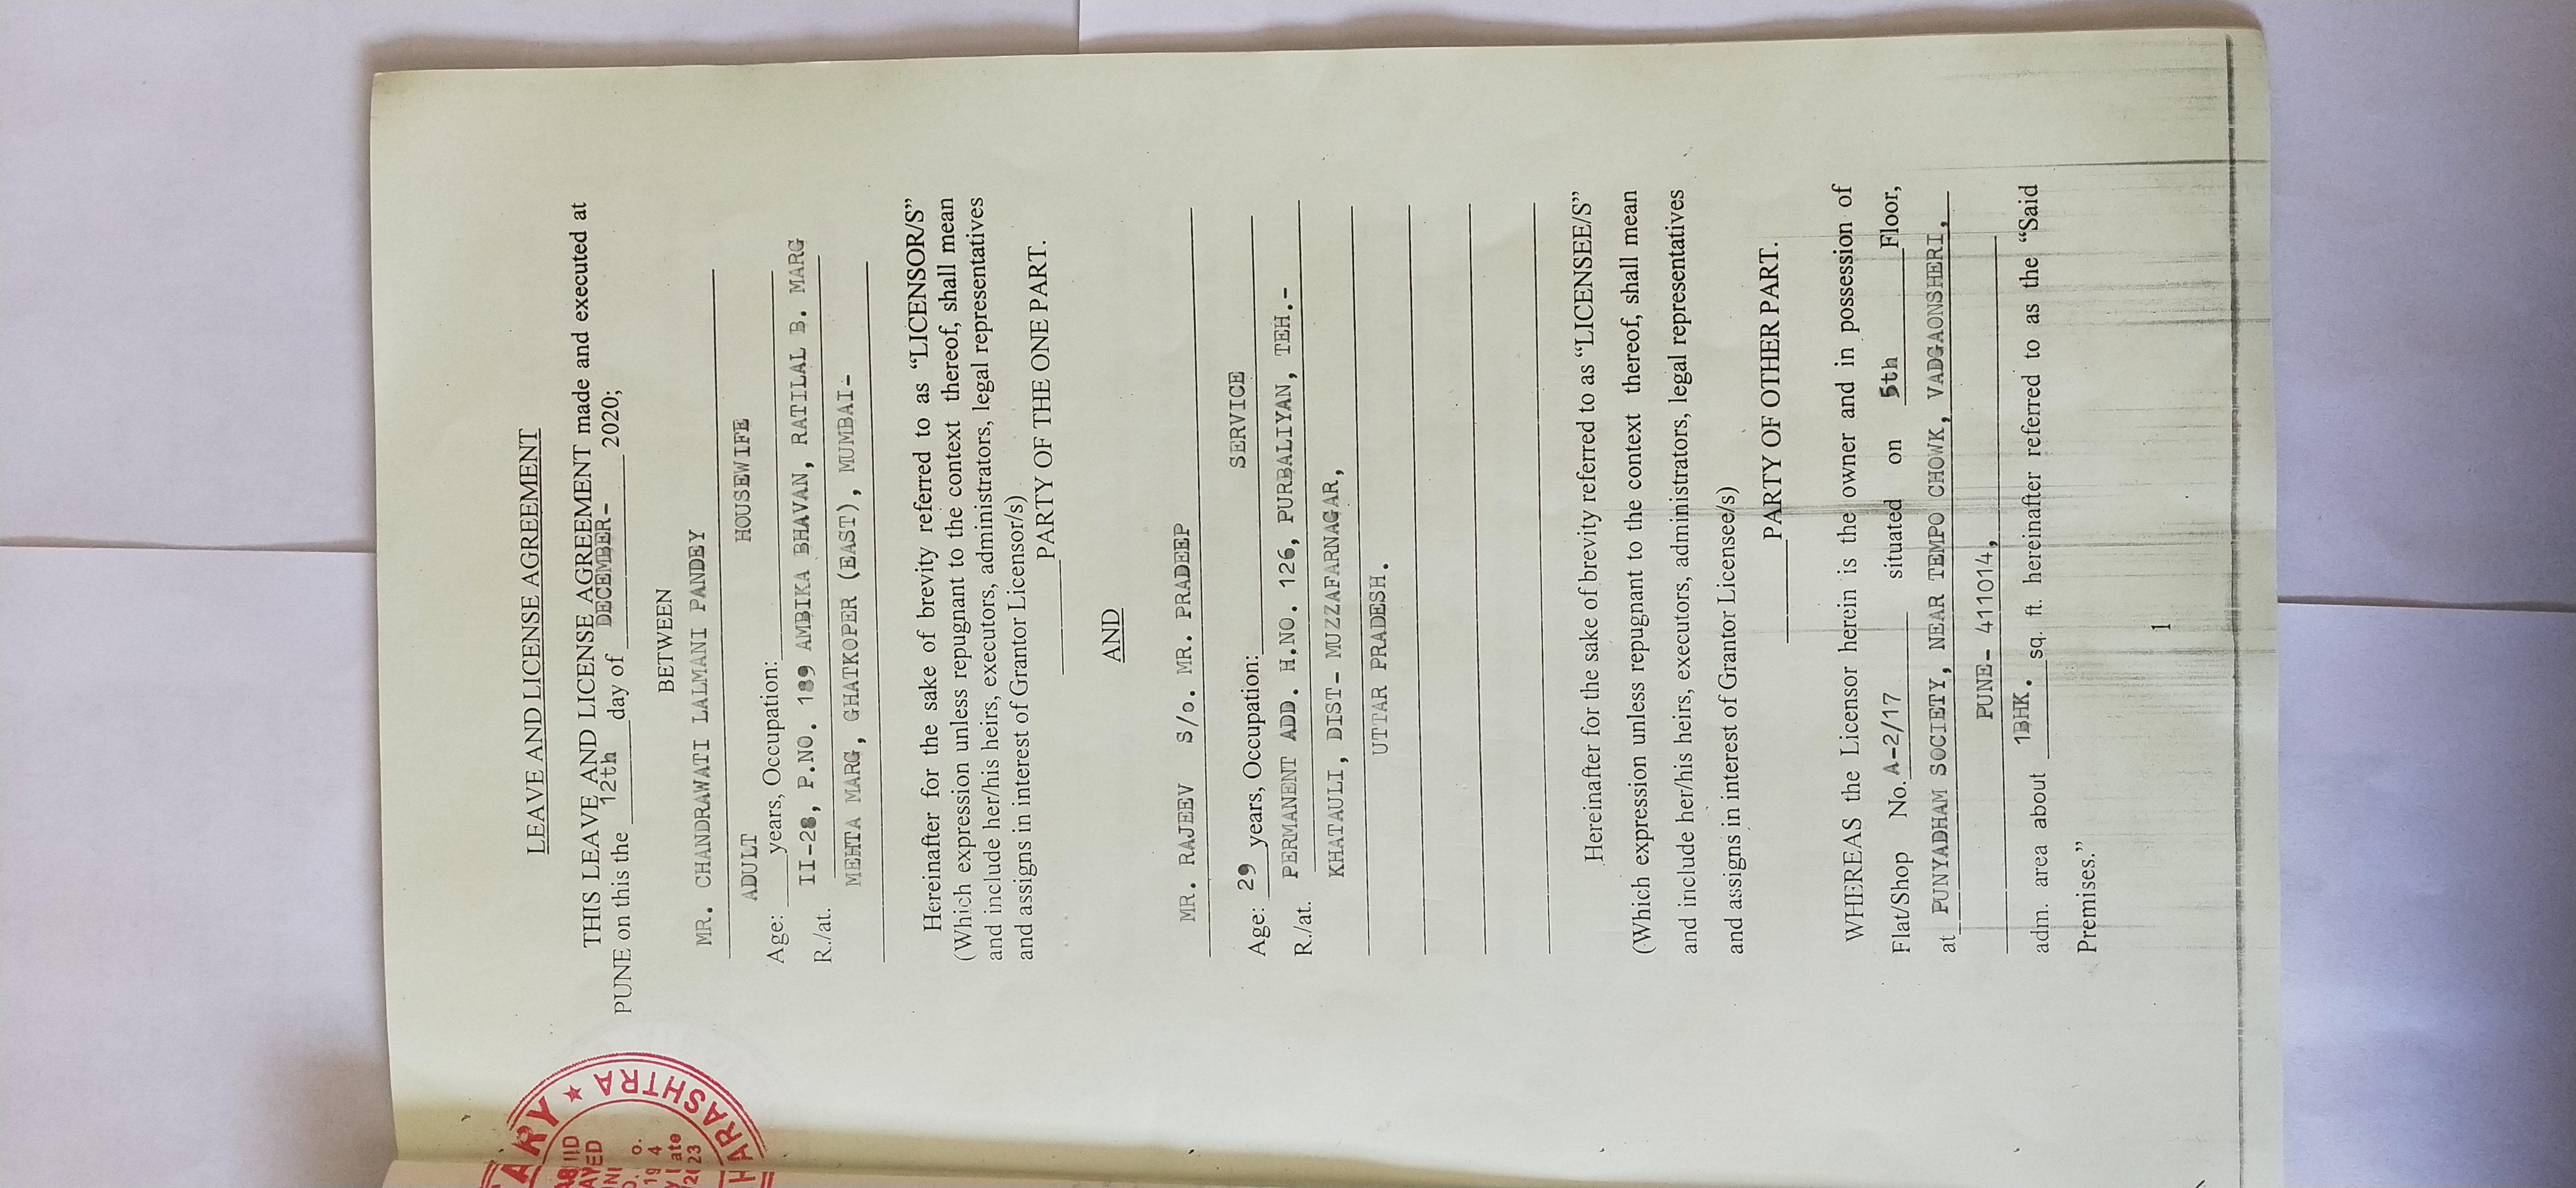 LEAVE AND LICENSE AGREEMENT
THIS LEAVE AND LICENSE AGREEMENT made and executed at
PUNE on this the 12th day of DECEMBER- 2020;
BETWEEN
MR. CHANDRAWATI LALMANI PANDEY
Age: ADULT years, Occupation: HOUSEWIFE
R./at. II-28, P.NO. 189 AMBIKA BHAVAN, RATILAL B. MARG
MEHTA MARG, GHATKOPER (EAST), MUMBAI-
Hereinafter for the sake of brevity referred to as "LICENSOR/S"
(Which expression unless repugnant to the context thereof, shall mean
and include her/his heirs, executors, administrators, legal representatives
and assigns in interest of Grantor Licensor/s)
PARTY OF THE ONE PART.
AND
MR. RAJEEV S/o. MR. PRADEEP
Age: 29 years, Occupation: SERVICE
R./at. PERMANENT ADD. H.NO. 126, PURBALIYAN, TEH.-
KHATAULI, DIST- MUZZAFARNAGAR,
UTTAR PRADESH.
Hereinafter for the sake of brevity referred to as "LICENSEE/S"
(Which expression unless repugnant to the context thereof, shall mean
and include her/his heirs, executors, administrators, legal representatives
and assigns in interest of Grantor Licensee/s)
PARTY OF OTHER PART.
WHEREAS the Licensor herein is the owner and in possession of
Flat/Shop No. A-2/17 situated on 5th Floor,
at PUNYADHAM SOCIETY, NEAR TEMPO CHOWK, VADGAONSHERI,
PUNE- 411014,
adm. area about 1BHK. sq. ft. hereinafter referred to as the "Said
Premises."
1